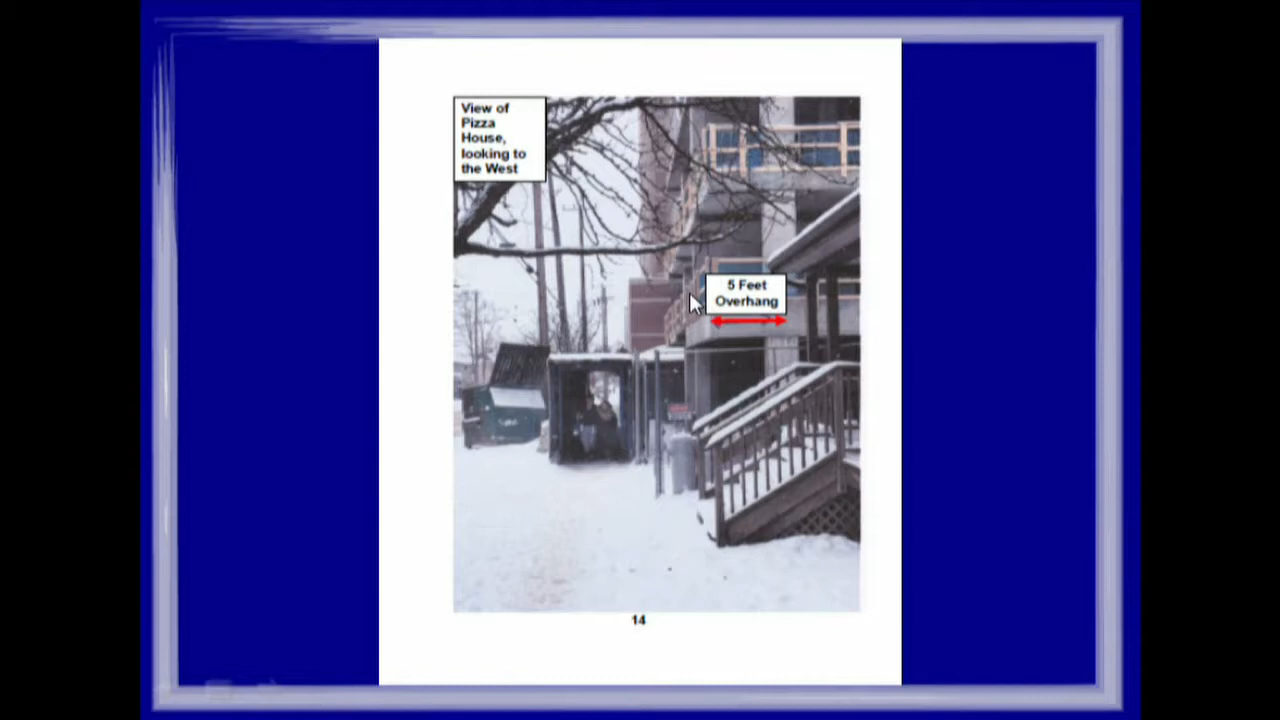 View of
Pizza
House,
looking to
the West
5 Feet
Overhang
14